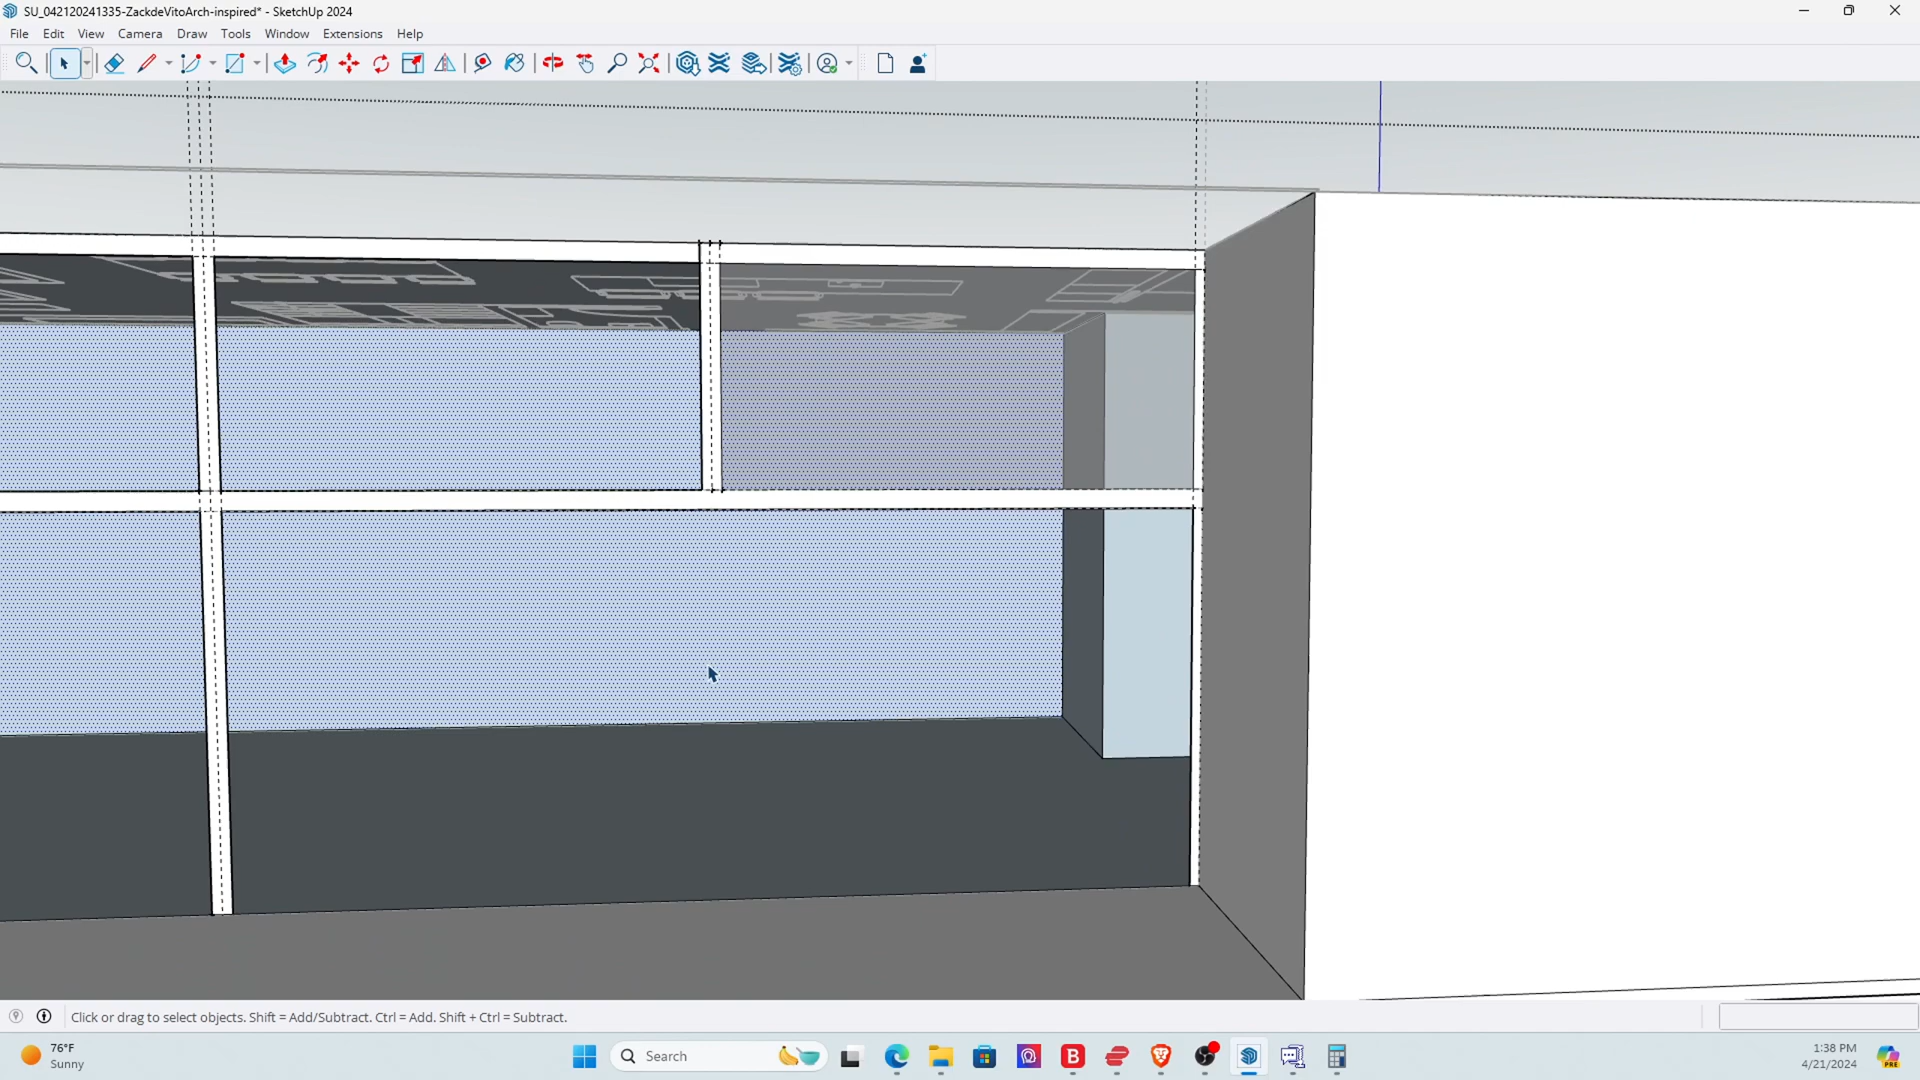 SU_042120241335-ZackdeVitoArch-inspired* - SketchUp 2024
File Edit View Camera Draw Tools Window Extensions Help
Click or drag to select objects. Shift = Add/Subtract. Ctrl = Add. Shift + Ctrl = Subtract.
76°F
Sunny
Search
B
1:38 PM
4/21/2024
PRE